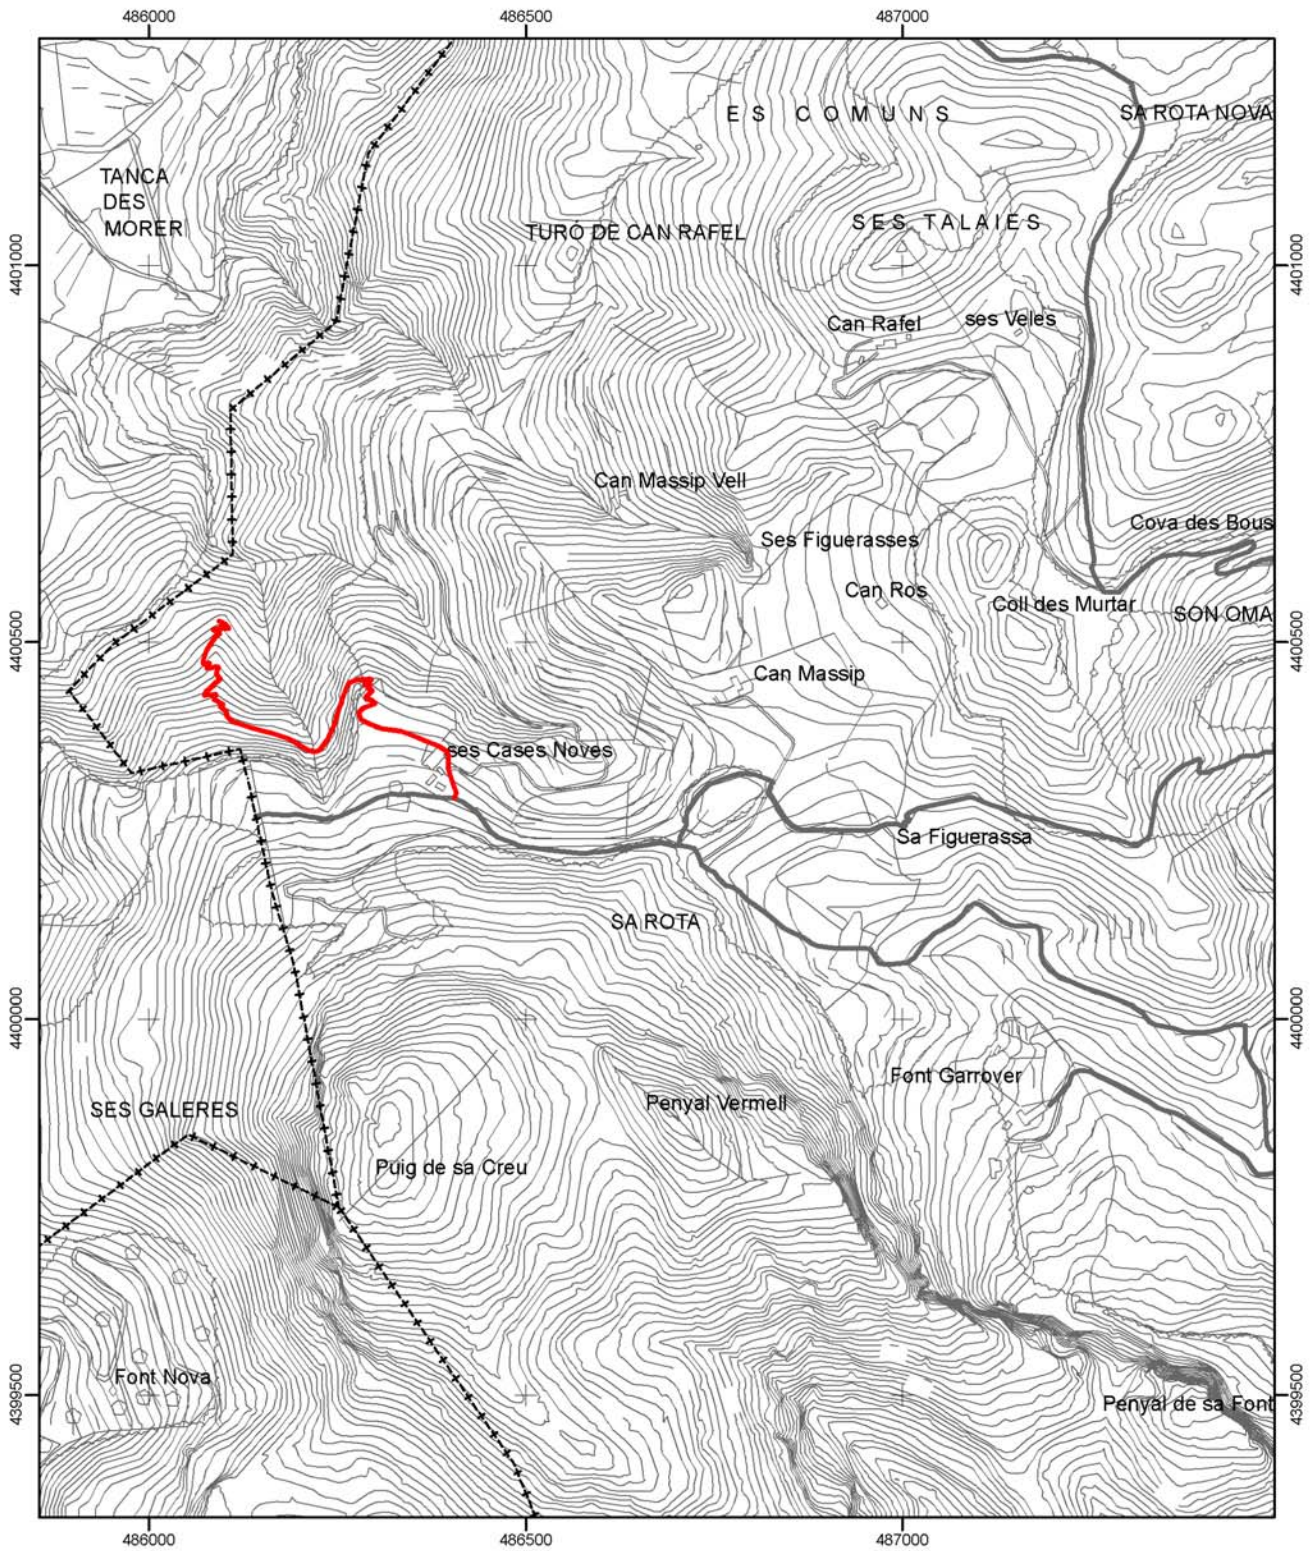 486000
486500
487000
ES COMUNS
SA ROTA NOVA
TANCA
DES
MORER
TURÓ DE CAN RAFEL
SES TALAIES
4401000
4401000
Can Rafel
ses Veles
Can Massip Vell
Ses Figuerasses
Cova des Bous
Can Ros
Coll des Murtar
SON OMA
4400500
4400500
Can Massip
ses Cases Noves
Sa Figuerassa
SA ROTA
4400000
4400000
Font Garrover
SES GALERES
Penyal Vermell
Puig de sa Creu
Font Nova
4399500
4399500
Penyal de sa Font
486000
486500
487000